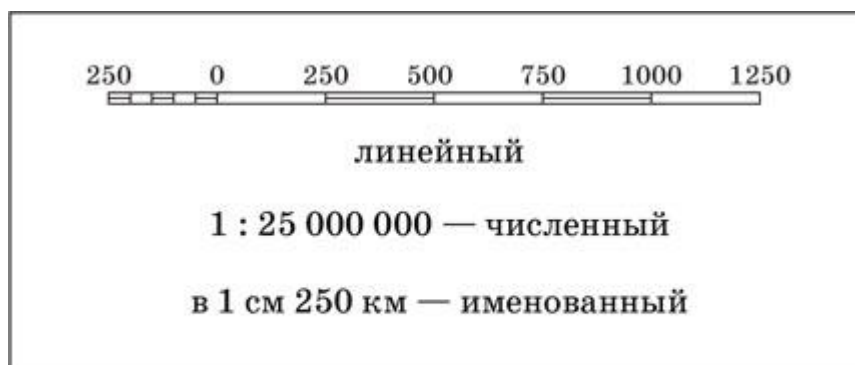 250 0 250 500 750 1000 1250
линейный
1 : 25 000 000 — численный
в 1 см 250 км — именованный